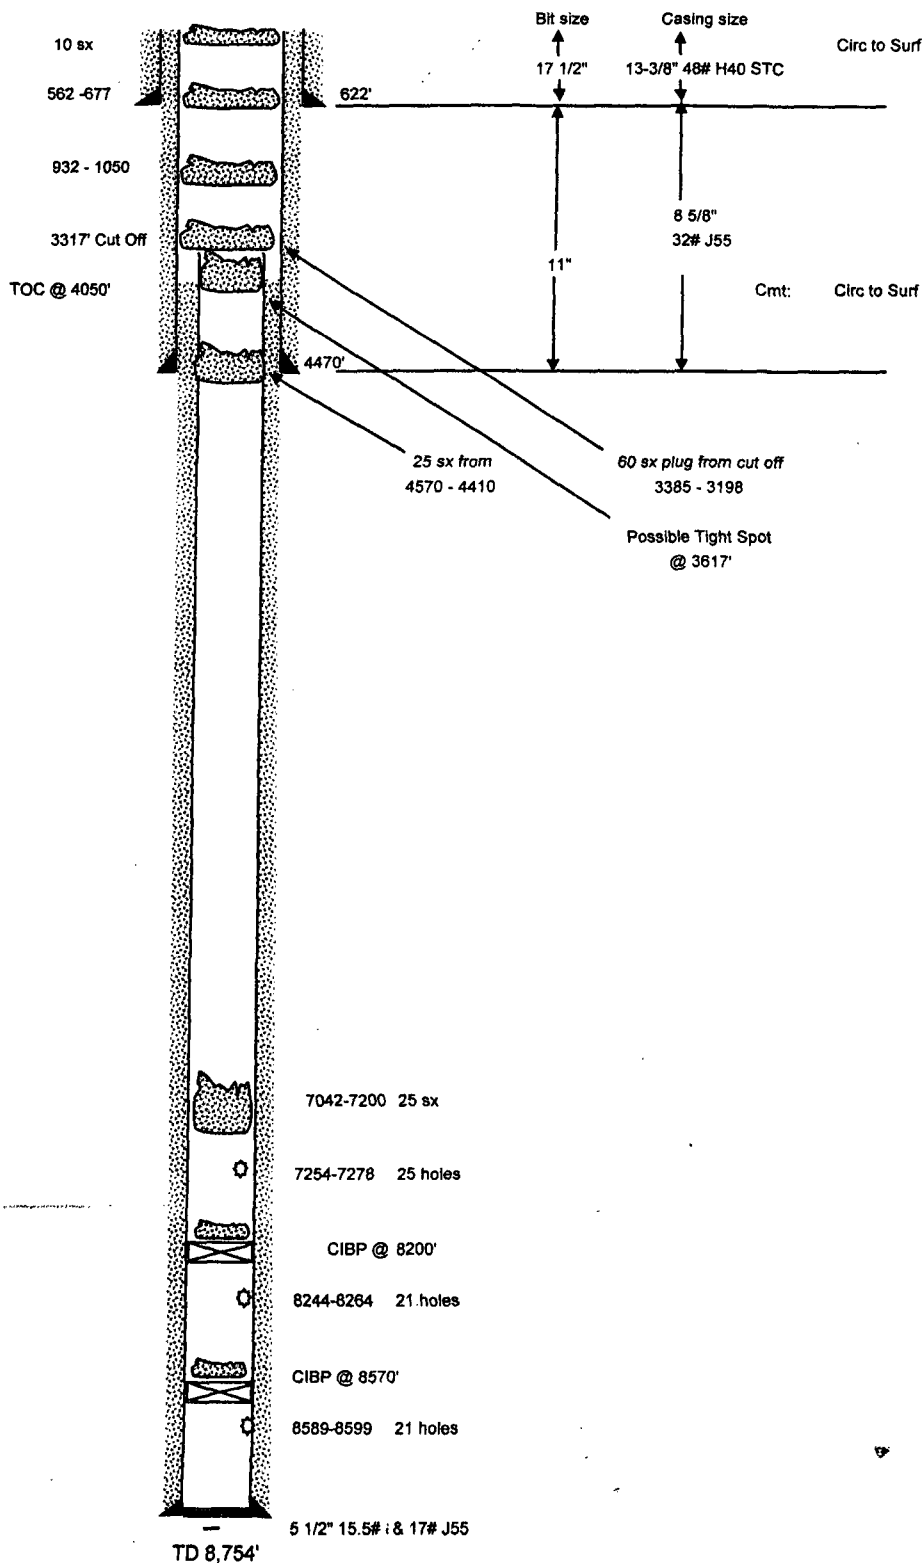 Bit size
Casing size
10 sx
Circ to Surf
17 1/2"
13-3/8" 48# H40 STC
562 -677
622'
932 - 1050
8 5/8"
32# J55
3317' Cut Off
11"
TOC @ 4050'
Cmt:
Circ to Surf
4470'
25 sx from
4570 - 4410
60 sx plug from cut off
3385 - 3198
Possible Tight Spot
@ 3617'
7042-7200 25 sx
7254-7278 25 holes
CIBP @ 8200'
8244-8264 21 holes
CIBP @ 8570'
8589-8599 21 holes
5 1/2" 15.5# & 17# J55
TD 8,754'